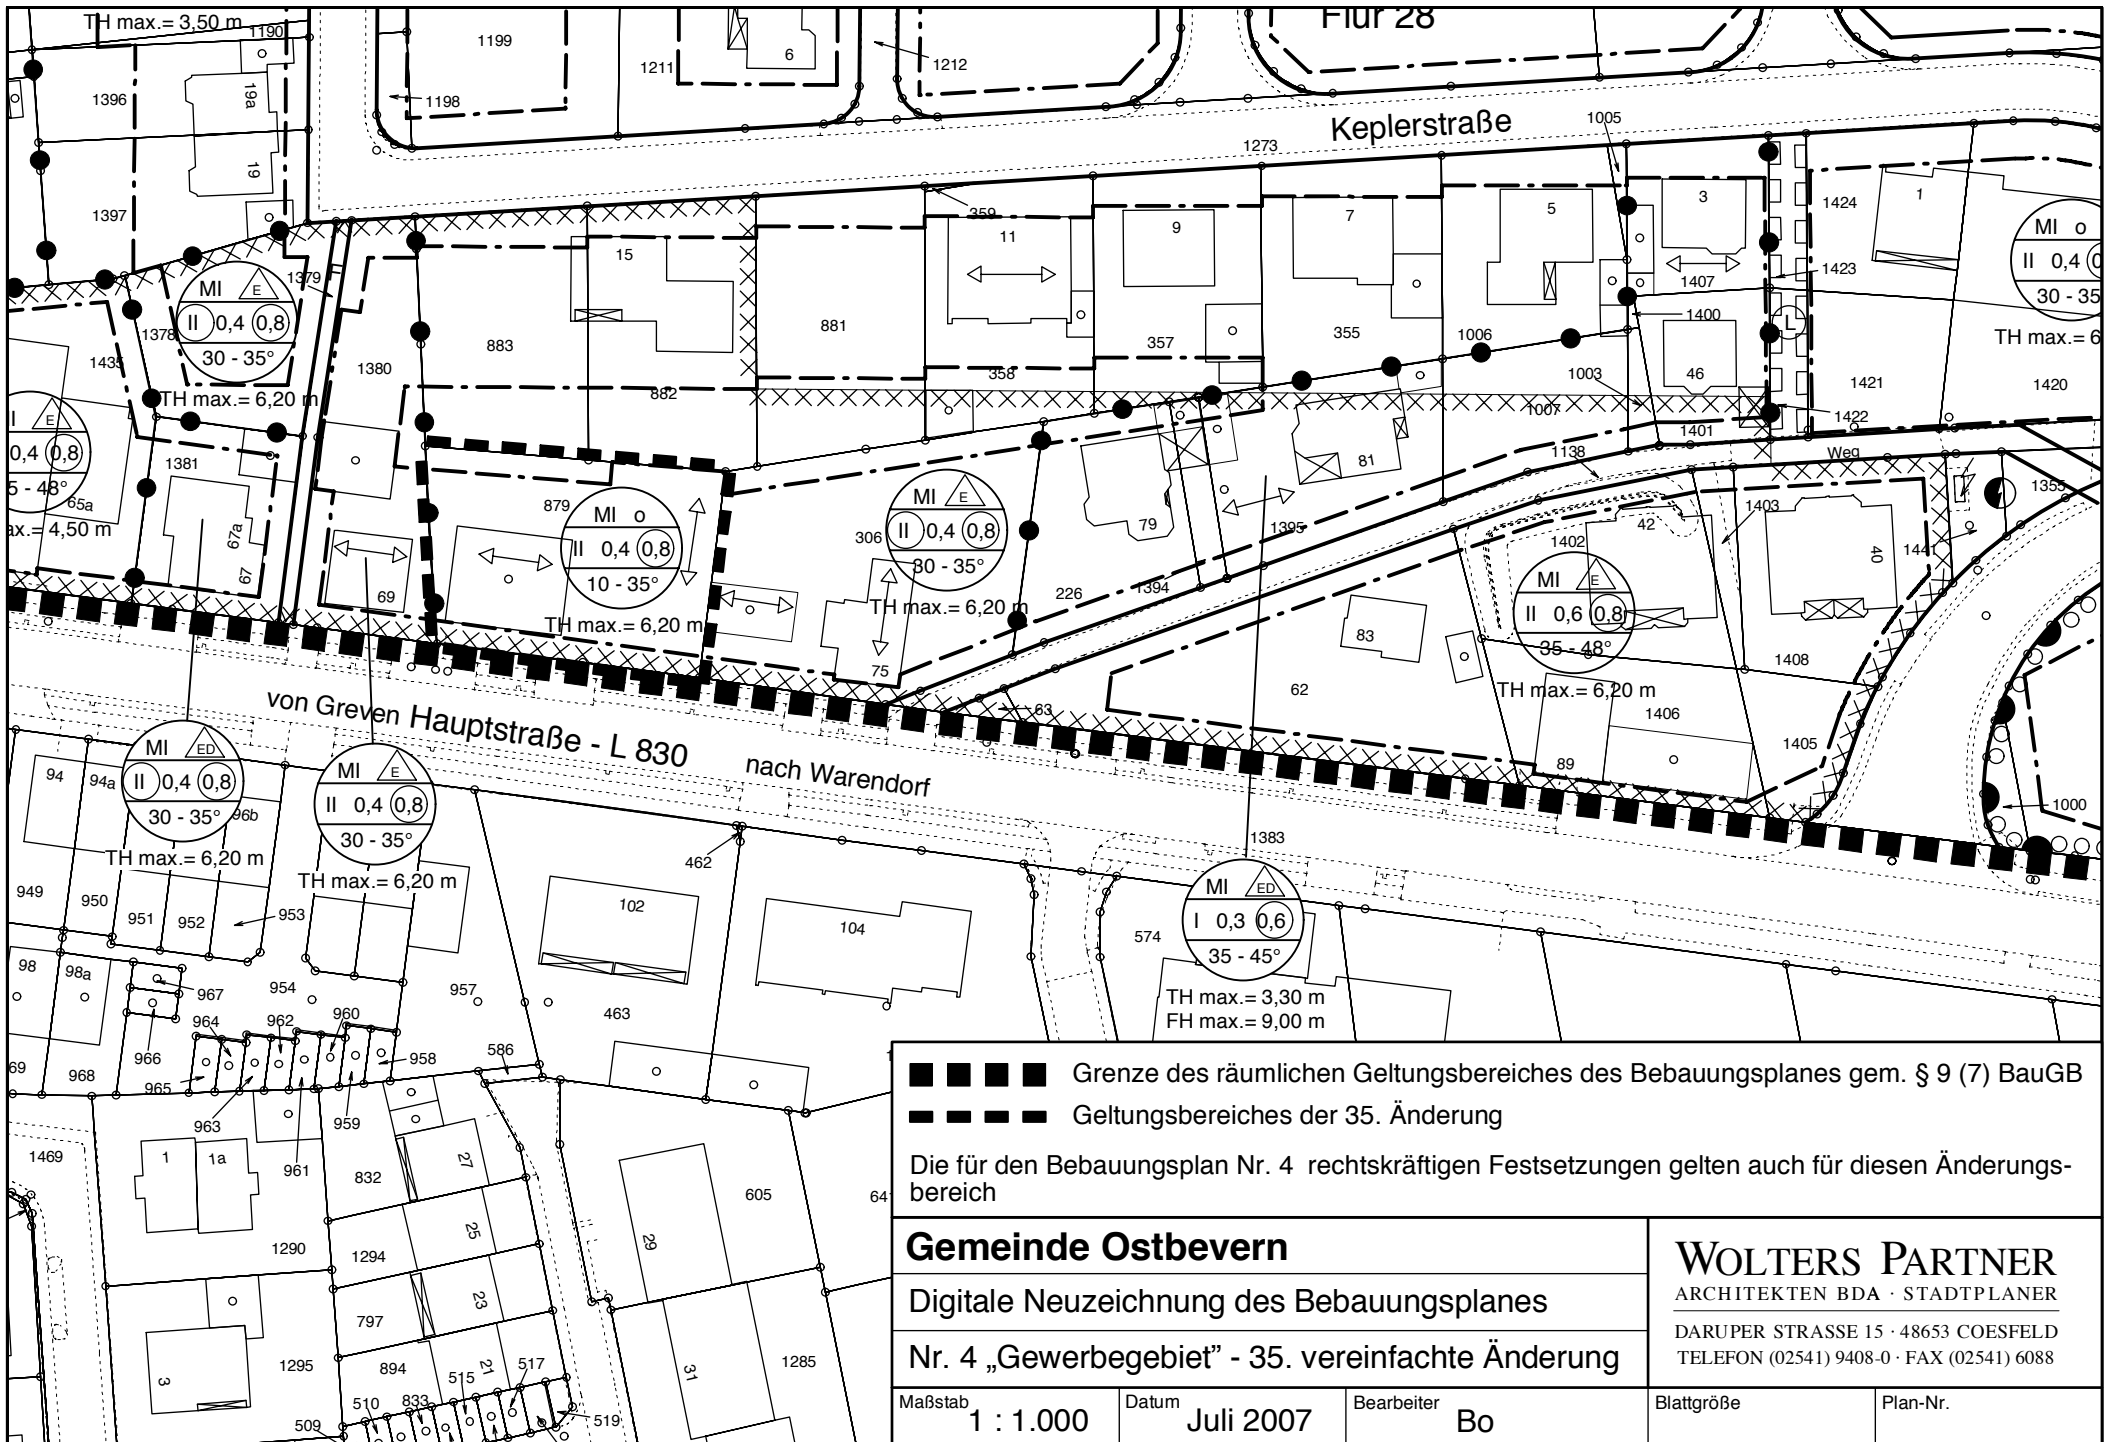 TH max.= 3,50 m
1190
1199
1211
6
1212
Flur 28
1396
19a
1198
Keplerstraße
1005
1273
19
1397
359
11
9
7
5
3
1424
1
MI o
II 0,4
30 - 35
TH max.= 6
15
1379
MI E
II 0,4 0,8
30 - 35°
TH max.= 6,20 m
1378
1435
1380
883
881
357
355
1006
1407
1400
1423
L
358
882
1003
1007
46
1401
1421
1422
1420
I E
0,4 0,8
5 - 48°
ax.= 4,50 m
65a
1381
67a
67
69
879
MI o
II 0,4 0,8
10 - 35°
TH max.= 6,20 m
306
MI E
II 0,4 0,8
30 - 35°
TH max.= 6,20 m
75
226
79
81
1394
1395
1138
Weg
1402
42
1403
40
1355
1441
MI E
II 0,6 0,8
35 - 48°
TH max.= 6,20 m
83
62
63
89
1406
1408
1405
1000
von Greven Hauptstraße - L 830 nach Warendorf
94
94a
MI ED
II 0,4 0,8
30 - 35°
TH max.= 6,20 m
96b
MI E
II 0,4 0,8
30 - 35°
TH max.= 6,20 m
462
1383
949
950
951
952
953
102
104
574
MI ED
I 0,3 0,6
35 - 45°
TH max.= 3,30 m
FH max.= 9,00 m
98
98a
967
954
957
463
964
962
960
966
958
586
69
968
965
963
959
961
1469
1
1a
832
27
605
64
1290
1294
25
29
797
23
1295
3
894
21
31
1285
515
517
510
833
509
519
Grenze des räumlichen Geltungsbereiches des Bebauungsplanes gem. § 9 (7) BauGB
Geltungsbereiches der 35. Änderung
Die für den Bebauungsplan Nr. 4 rechtskräftigen Festsetzungen gelten auch für diesen Änderungs-
bereich
Gemeinde Ostbevern
Digitale Neuzeichnung des Bebauungsplanes
Nr. 4 „Gewerbegebiet” - 35. vereinfachte Änderung
WOLTERS PARTNER
ARCHITEKTEN BDA · STADTPLANER
DARUPER STRASSE 15 · 48653 COESFELD
TELEFON (02541) 9408-0 · FAX (02541) 6088
Maßstab 1 : 1.000
Datum Juli 2007
Bearbeiter Bo
Blattgröße
Plan-Nr.